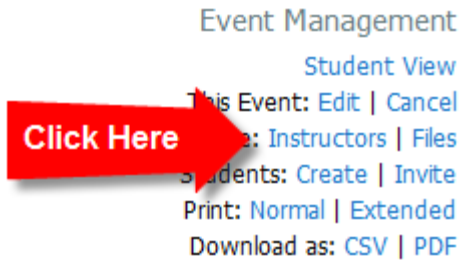 Event Management
Student View
This Event: Edit | Cancel
Click Here
Instructors | Files
Students: Create | Invite
Print: Normal | Extended
Download as: CSV | PDF